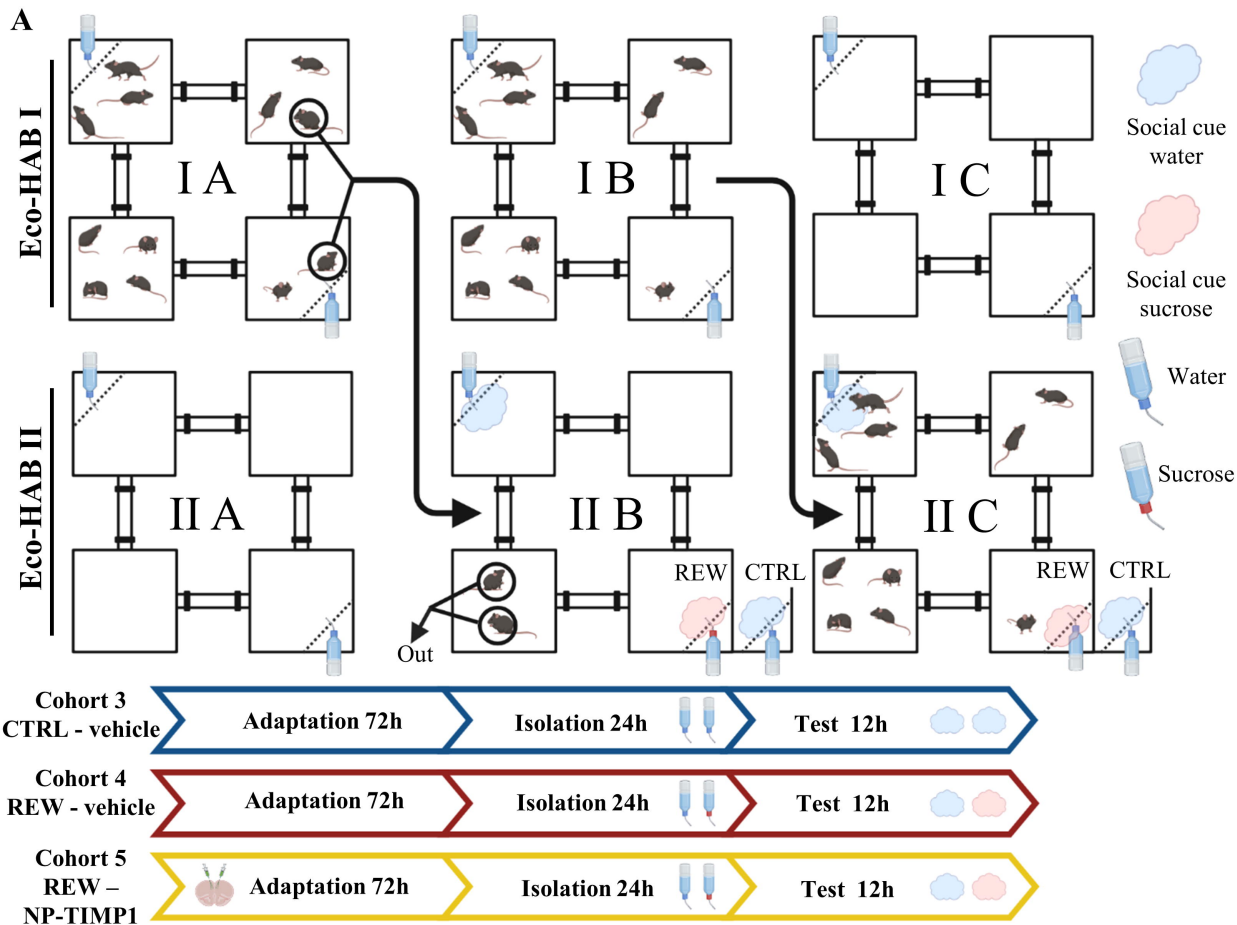 A
Eco-HAB I
I A
I B
I C
Social cue
water
Social cue
sucrose
Eco-HAB II
II A
II B
II C
Water
Sucrose
REW
CTRL
REW
CTRL
Out
Cohort 3
CTRL - vehicle
Adaptation 72h
Isolation 24h
Test 12h
Cohort 4
REW - vehicle
Adaptation 72h
Isolation 24h
Test 12h
Cohort 5
REW –
NP-TIMP1
Adaptation 72h
Isolation 24h
Test 12h